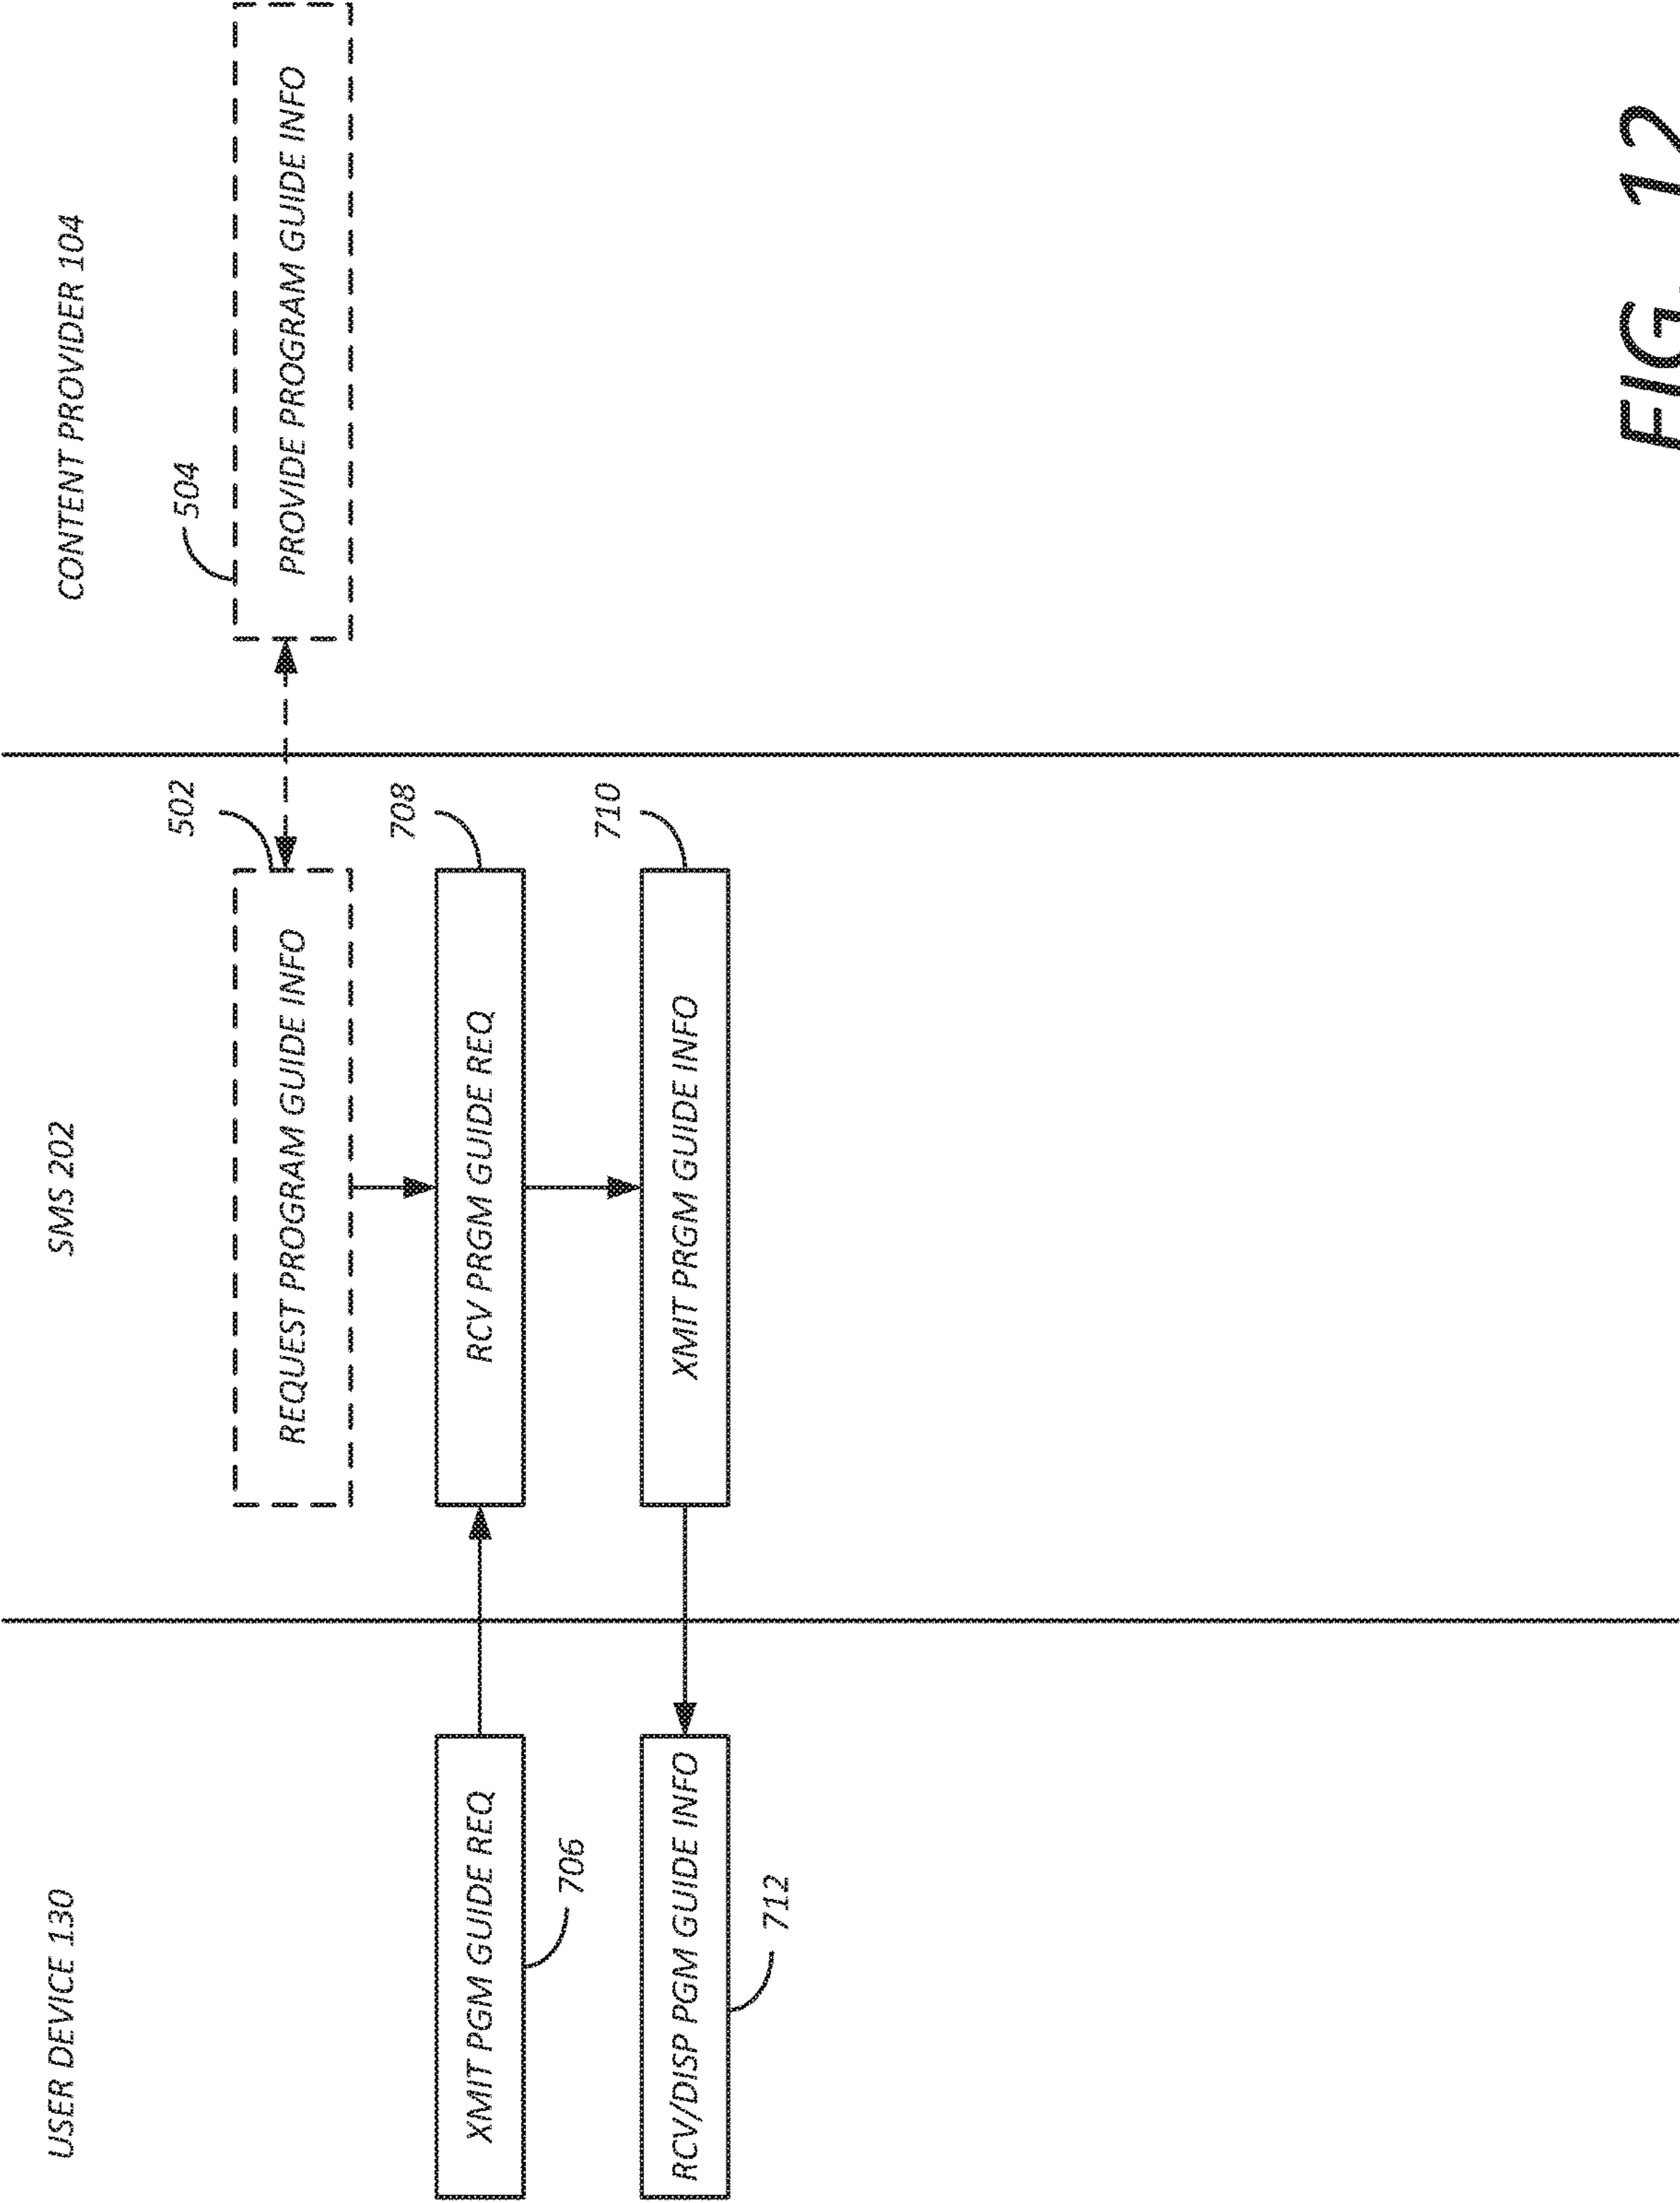 USER DEVICE 130
SMS 202
CONTENT PROVIDER 104
502
504
REQUEST PROGRAM GUIDE INFO
PROVIDE PROGRAM GUIDE INFO
708
XMIT PGM GUIDE REQ
RCV PRGM GUIDE REQ
706
710
RCV/DISP PGM GUIDE INFO
XMIT PRGM GUIDE INFO
712
FIG. 12